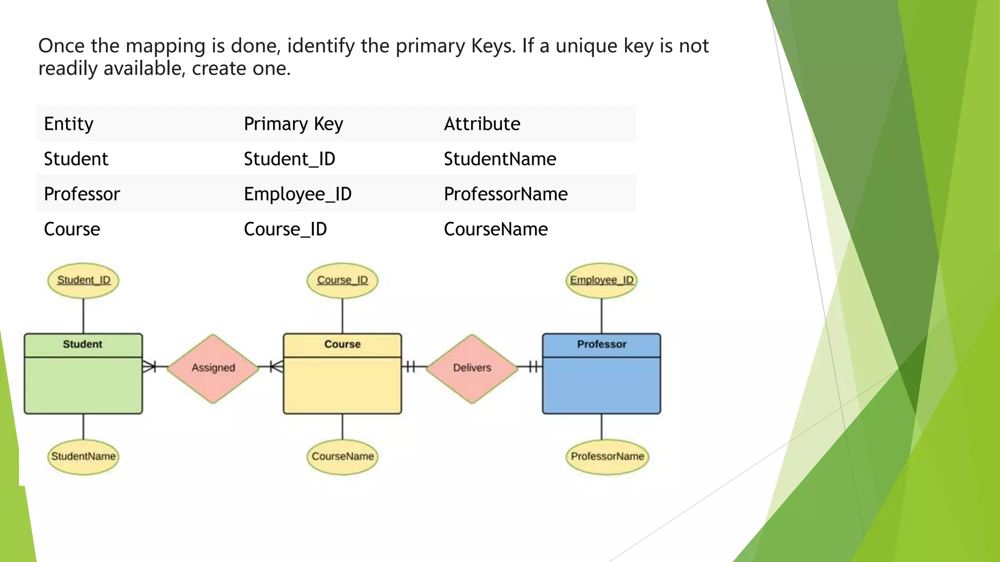 Once the mapping is done, identify the primary Keys. If a unique key is not
readily available, create one.
Entity Primary Key Attribute
Student Student_ID StudentName
Professor Employee_ID ProfessorName
Course Course_ID CourseName
Student_ID Course_ID Employee_ID
Student Course Professor
Assigned Delivers
StudentName CourseName ProfessorName